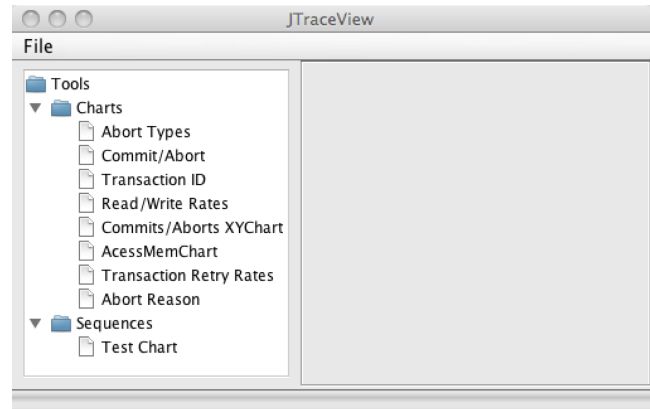 JTraceView
File
Tools
Charts
Abort Types
Commit/Abort
Transaction ID
Read/Write Rates
Commits/Aborts XYChart
AcessMemChart
Transaction Retry Rates
Abort Reason
Sequences
Test Chart